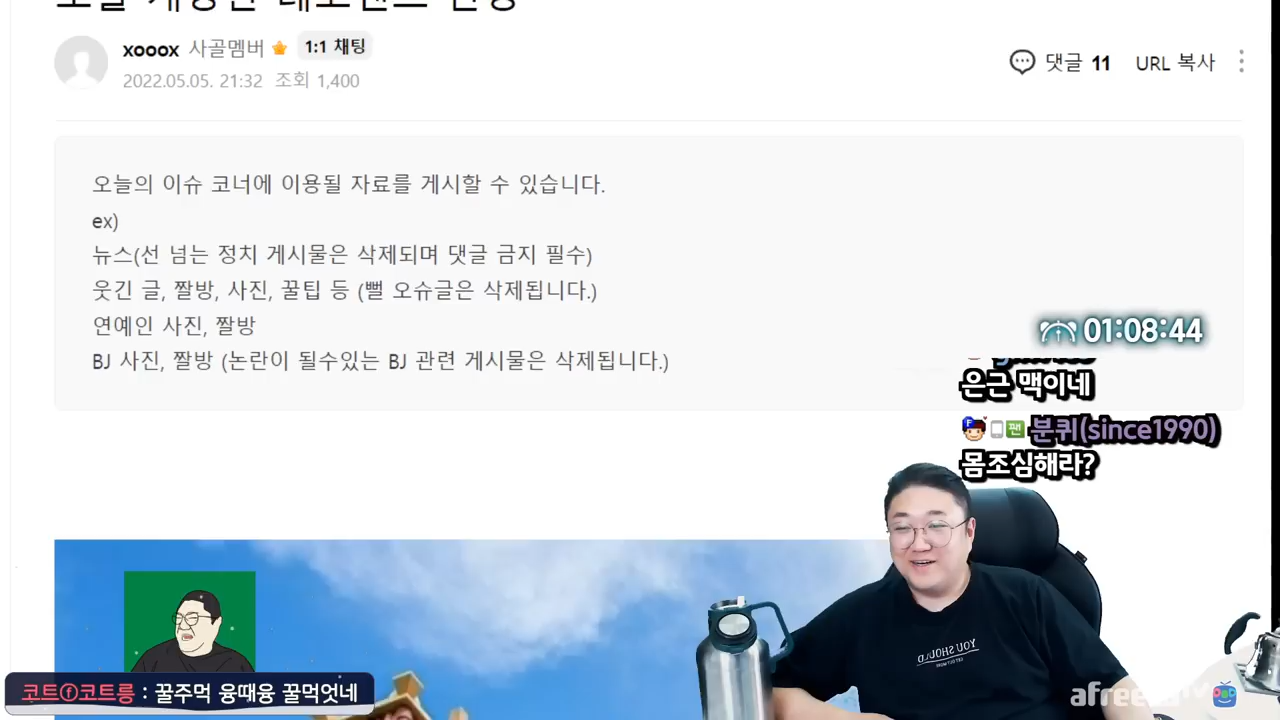 xooox 사골멤버 1:1 채팅
2022.05.05. 21:32 조회 1,400
댓글 11 URL 복사
오늘의 이슈 코너에 이용될 자료를 게시할 수 있습니다.
ex)
뉴스(선 넘는 정치 게시물은 삭제되며 댓글 금지 필수)
웃긴 글, 짤방, 사진, 꿀팁 등 (뻘 오슈글은 삭제됩니다.)
연예인 사진, 짤방
BJ 사진, 짤방 (논란이 될수있는 BJ 관련 게시물은 삭제됩니다.)
01:08:44
은근 맥이네
F 팬 분퀴(since1990)
몸조심해라?
YOU SHOULD
코트ⓕ코트릉 : 꿀주먹 융때융 꿀먹엇네